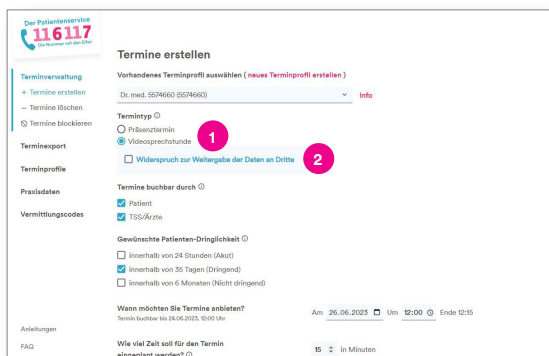 Der Patientenservice
116117
Die Nummer mit den Elfen
Terminverwaltung
+ Termine erstellen
− Termine löschen
Termine blockieren
Terminexport
Terminprofile
Praxisdaten
Vermittlungscodes
Anleitungen
FAQ
Termine erstellen
Vorhandenes Terminprofil auswählen ( neues Terminprofil erstellen )
Dr. med. 5574660 (5574660)
Info
Termintyp
Präsenztermin
Videosprechstunde
1
Widerspruch zur Weitergabe der Daten an Dritte
2
Termine buchbar durch
Patient
TSS/Ärzte
Gewünschte Patienten-Dringlichkeit
innerhalb von 24 Stunden (Akut)
innerhalb von 35 Tagen (Dringend)
innerhalb von 6 Monaten (Nicht dringend)
Wann möchten Sie Termine anbieten?
Am 26.06.2023 Um 12:00 Ende 12:15
Termin buchbar bis 24.06.2023, 12:00 Uhr
Wie viel Zeit soll für den Termin
15 in Minuten
eingeplant werden?